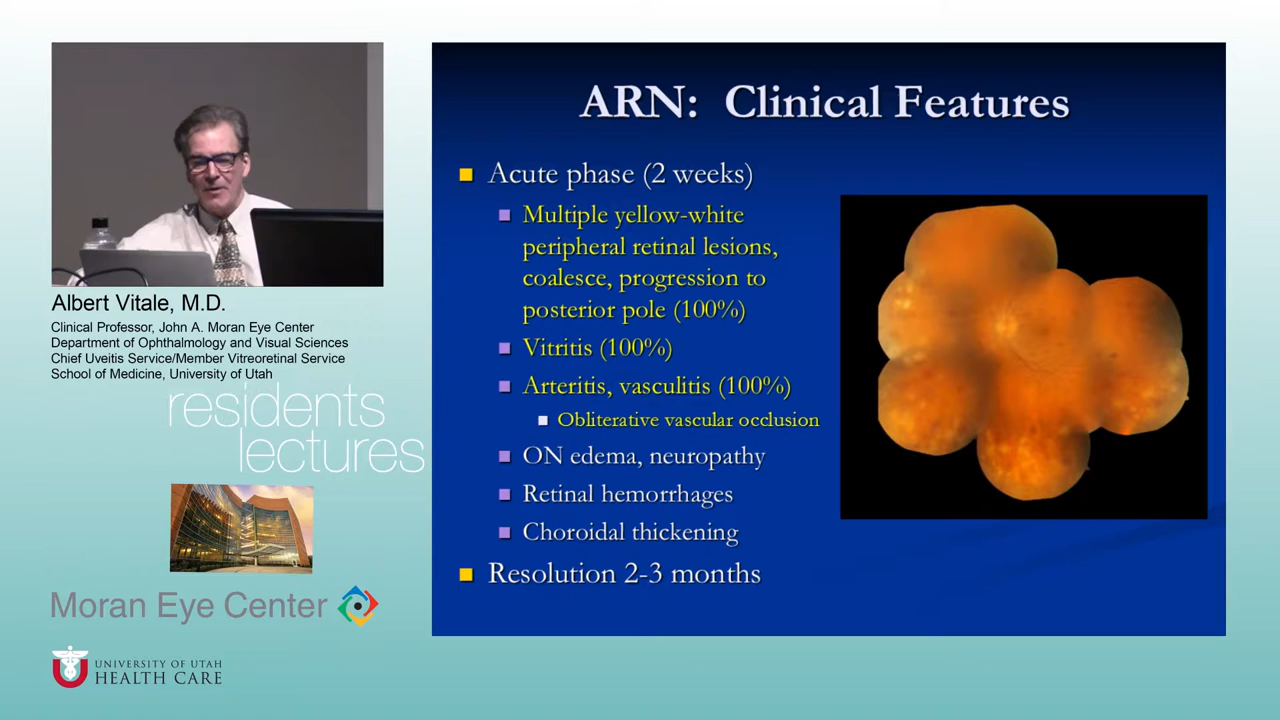 Albert Vitale, M.D.
Clinical Professor, John A. Moran Eye Center
Department of Ophthalmology and Visual Sciences
Chief Uveitis Service/Member Vitreoretinal Service
School of Medicine, University of Utah
residents
lectures
Moran Eye Center
UNIVERSITY OF UTAH
HEALTH CARE
ARN: Clinical Features
Acute phase (2 weeks)
Multiple yellow-white
peripheral retinal lesions,
coalesce, progression to
posterior pole (100%)
Vitritis (100%)
Arteritis, vasculitis (100%)
Obliterative vascular occlusion
ON edema, neuropathy
Retinal hemorrhages
Choroidal thickening
Resolution 2-3 months